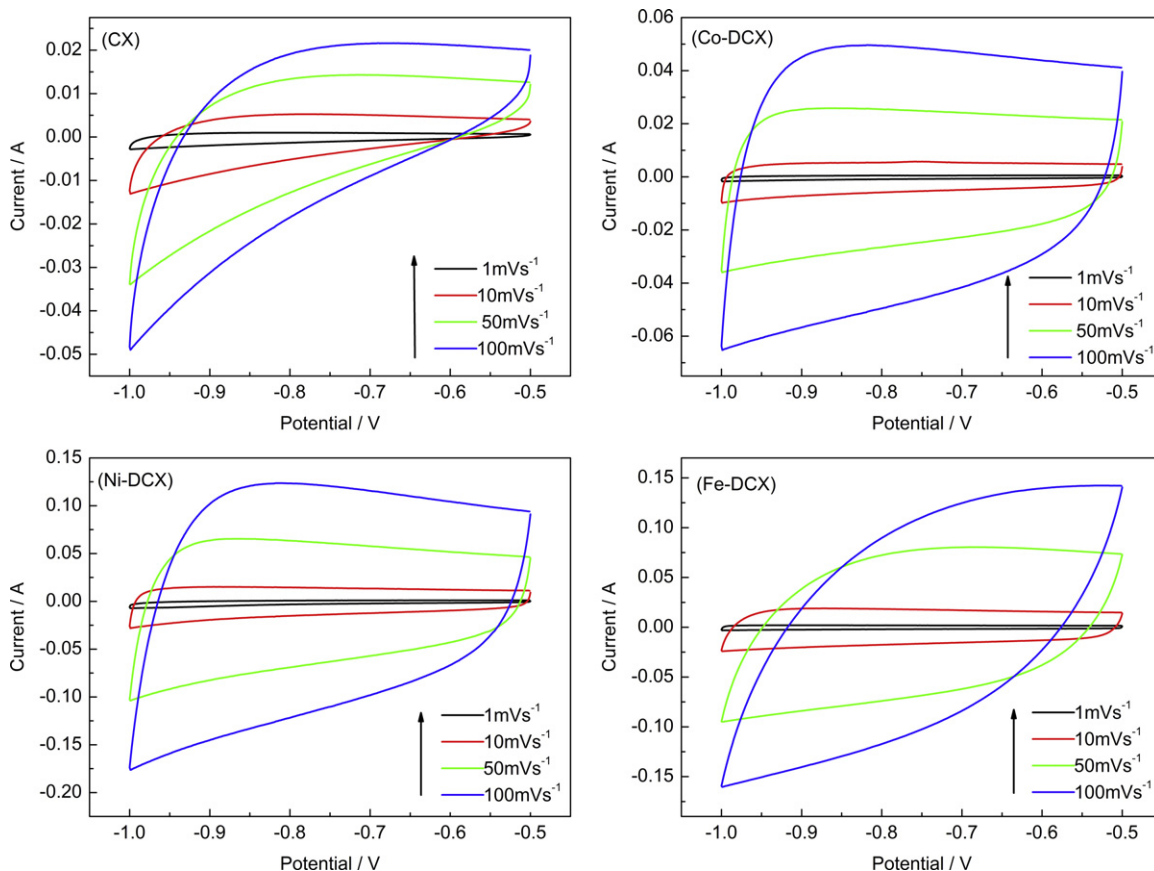 (CX)
0.02
0.01
0.00
-0.01
-0.02
-0.03
-0.04
-0.05
Current / A
1mVs-1
10mVs-1
50mVs-1
100mVs-1
-1.0 -0.9 -0.8 -0.7 -0.6 -0.5
Potential / V
(Co-DCX)
0.06
0.04
0.02
0.00
-0.02
-0.04
-0.06
Current / A
1mVs-1
10mVs-1
50mVs-1
100mVs-1
-1.0 -0.9 -0.8 -0.7 -0.6 -0.5
Potential / V
(Ni-DCX)
0.15
0.10
0.05
0.00
-0.05
-0.10
-0.15
-0.20
Current / A
1mVs-1
10mVs-1
50mVs-1
100mVs-1
-1.0 -0.9 -0.8 -0.7 -0.6 -0.5
Potential / V
(Fe-DCX)
0.15
0.10
0.05
0.00
-0.05
-0.10
-0.15
Current / A
1mVs-1
10mVs-1
50mVs-1
100mVs-1
-1.0 -0.9 -0.8 -0.7 -0.6 -0.5
Potential / V